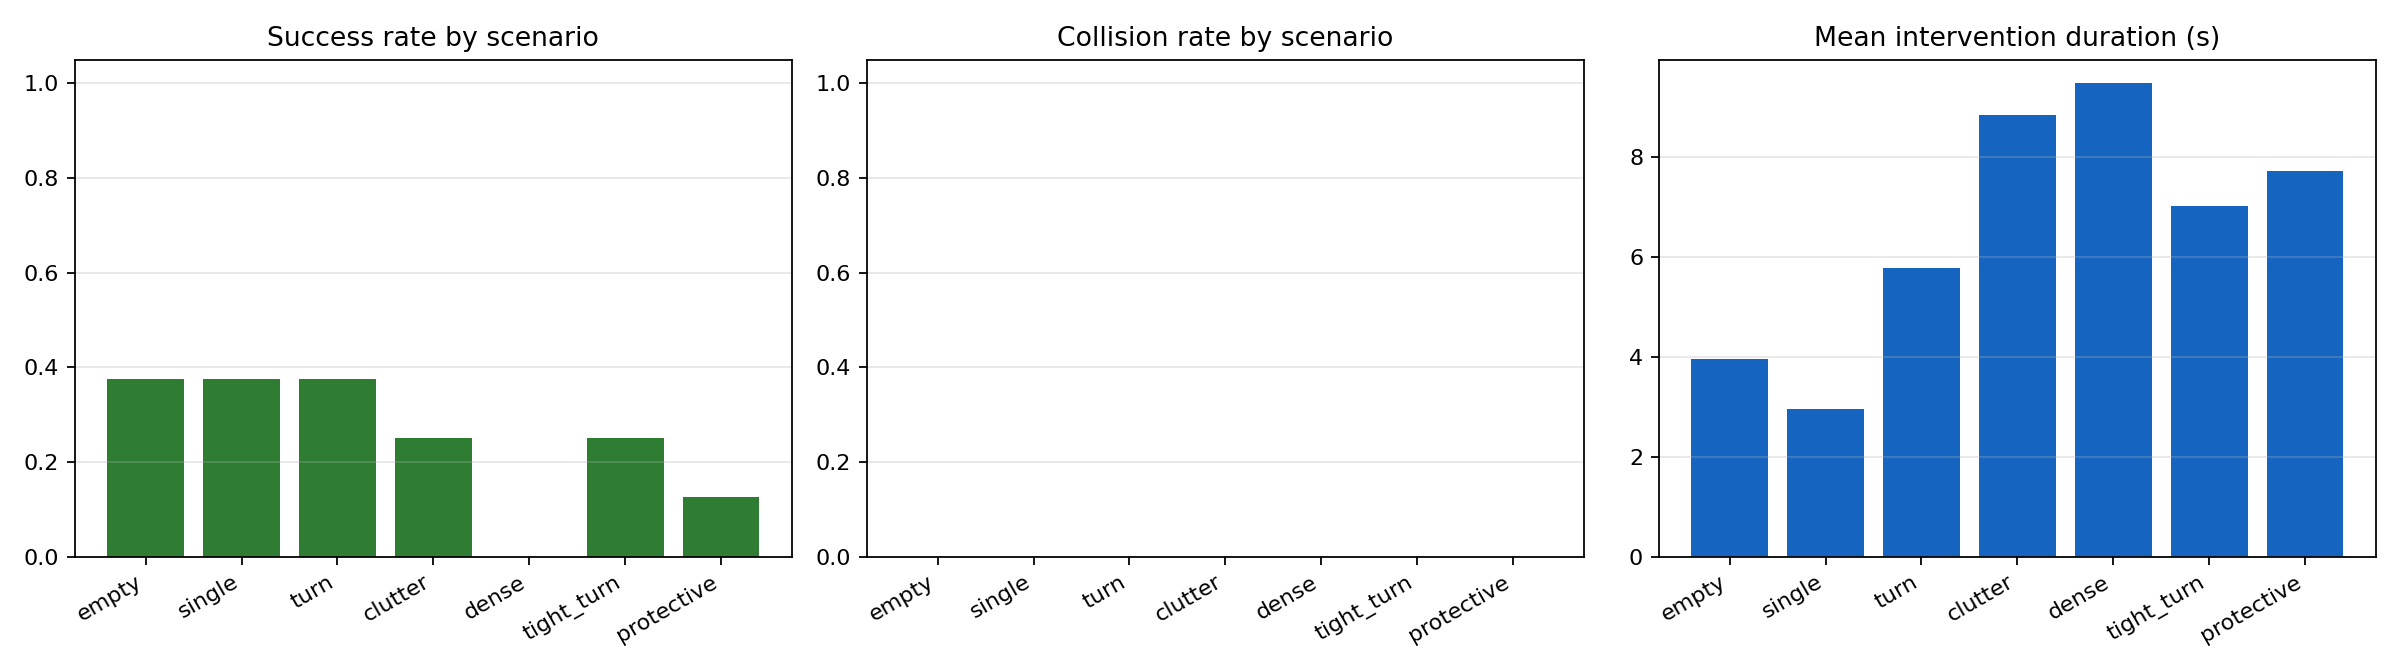 Success rate by scenario
1.0
0.8
0.6
0.4
0.2
0.0
empty
single
turn
clutter
dense
tight_turn
protective
Collision rate by scenario
1.0
0.8
0.6
0.4
0.2
0.0
empty
single
turn
clutter
dense
tight_turn
protective
Mean intervention duration (s)
8
6
4
2
0
empty
single
turn
clutter
dense
tight_turn
protective